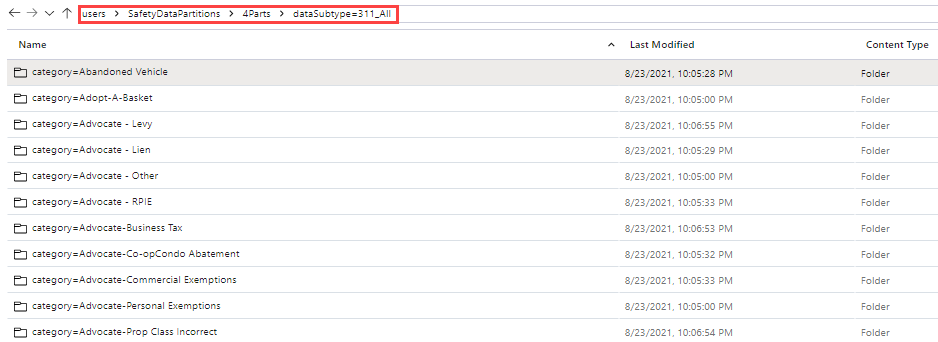 users > SafetyDataPartitions > 4Parts > dataSubtype=311_All
Name Last Modified Content Type
category=Abandoned Vehicle 8/23/2021, 10:05:28 PM Folder
category=Adopt-A-Basket 8/23/2021, 10:05:00 PM Folder
category=Advocate - Levy 8/23/2021, 10:06:55 PM Folder
category=Advocate - Lien 8/23/2021, 10:05:29 PM Folder
category=Advocate - Other 8/23/2021, 10:05:00 PM Folder
category=Advocate - RPIE 8/23/2021, 10:05:33 PM Folder
category=Advocate-Business Tax 8/23/2021, 10:06:53 PM Folder
category=Advocate-Co-opCondo Abatement 8/23/2021, 10:05:32 PM Folder
category=Advocate-Commercial Exemptions 8/23/2021, 10:05:33 PM Folder
category=Advocate-Personal Exemptions 8/23/2021, 10:05:00 PM Folder
category=Advocate-Prop Class Incorrect 8/23/2021, 10:06:54 PM Folder